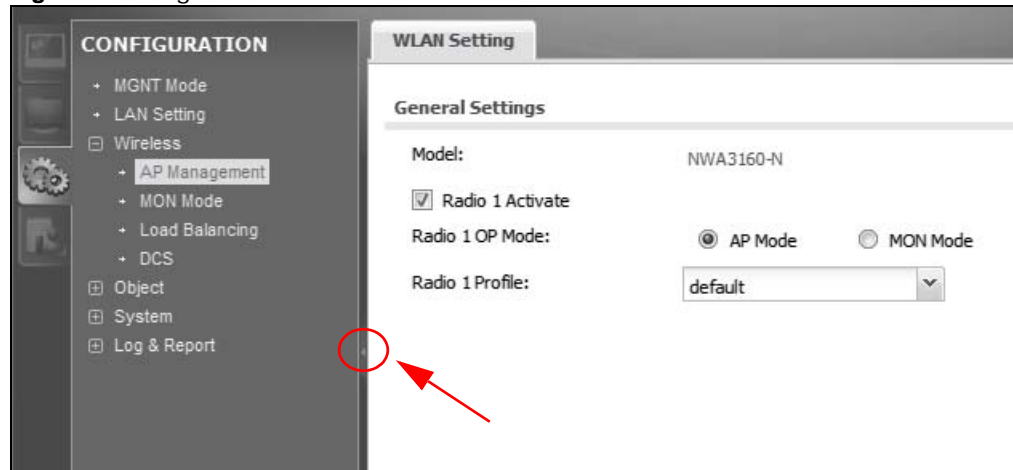 CONFIGURATION
MGNT Mode
LAN Setting
Wireless
AP Management
MON Mode
Load Balancing
DCS
Object
System
Log & Report
WLAN Setting
General Settings
Model: NWA3160-N
Radio 1 Activate
Radio 1 OP Mode: AP Mode MON Mode
Radio 1 Profile: default